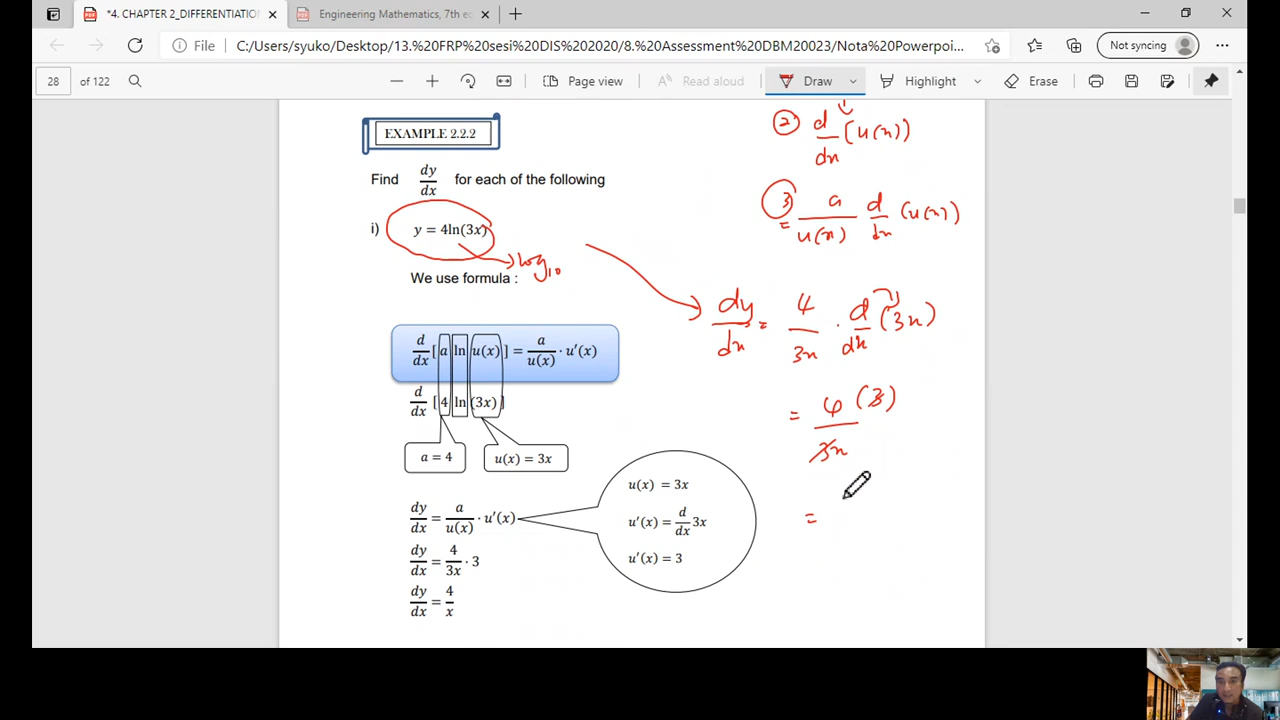 *4. CHAPTER 2_DIFFERENTIATIO
Engineering Mathematics, 7th ec
File C:/Users/syuko/Desktop/13.%20FRP%20sesi%20DIS%202020/8.%20Assessment%20DBM20023/Nota%20Powerpoi...
Not syncing
28 of 122
Page view
Read aloud
Draw
Highlight
Erase
EXAMPLE 2.2.2
Find dy/dx for each of the following
i) y = 4ln(3x)
log₁₀
We use formula :
d/dx [a ln u(x)] = a/u(x) · u'(x)
d/dx [4 ln (3x)]
a = 4
u(x) = 3x
dy/dx = a/u(x) · u'(x)
dy/dx = 4/3x · 3
dy/dx = 4/x
u(x) = 3x
u'(x) = d/dx 3x
u'(x) = 3
② d/dx (u(x))
③ = a/u(x) d/dx (u(x))
dy/dx = 4/3x · d/dx (3x)
= 4(3)/3x
=